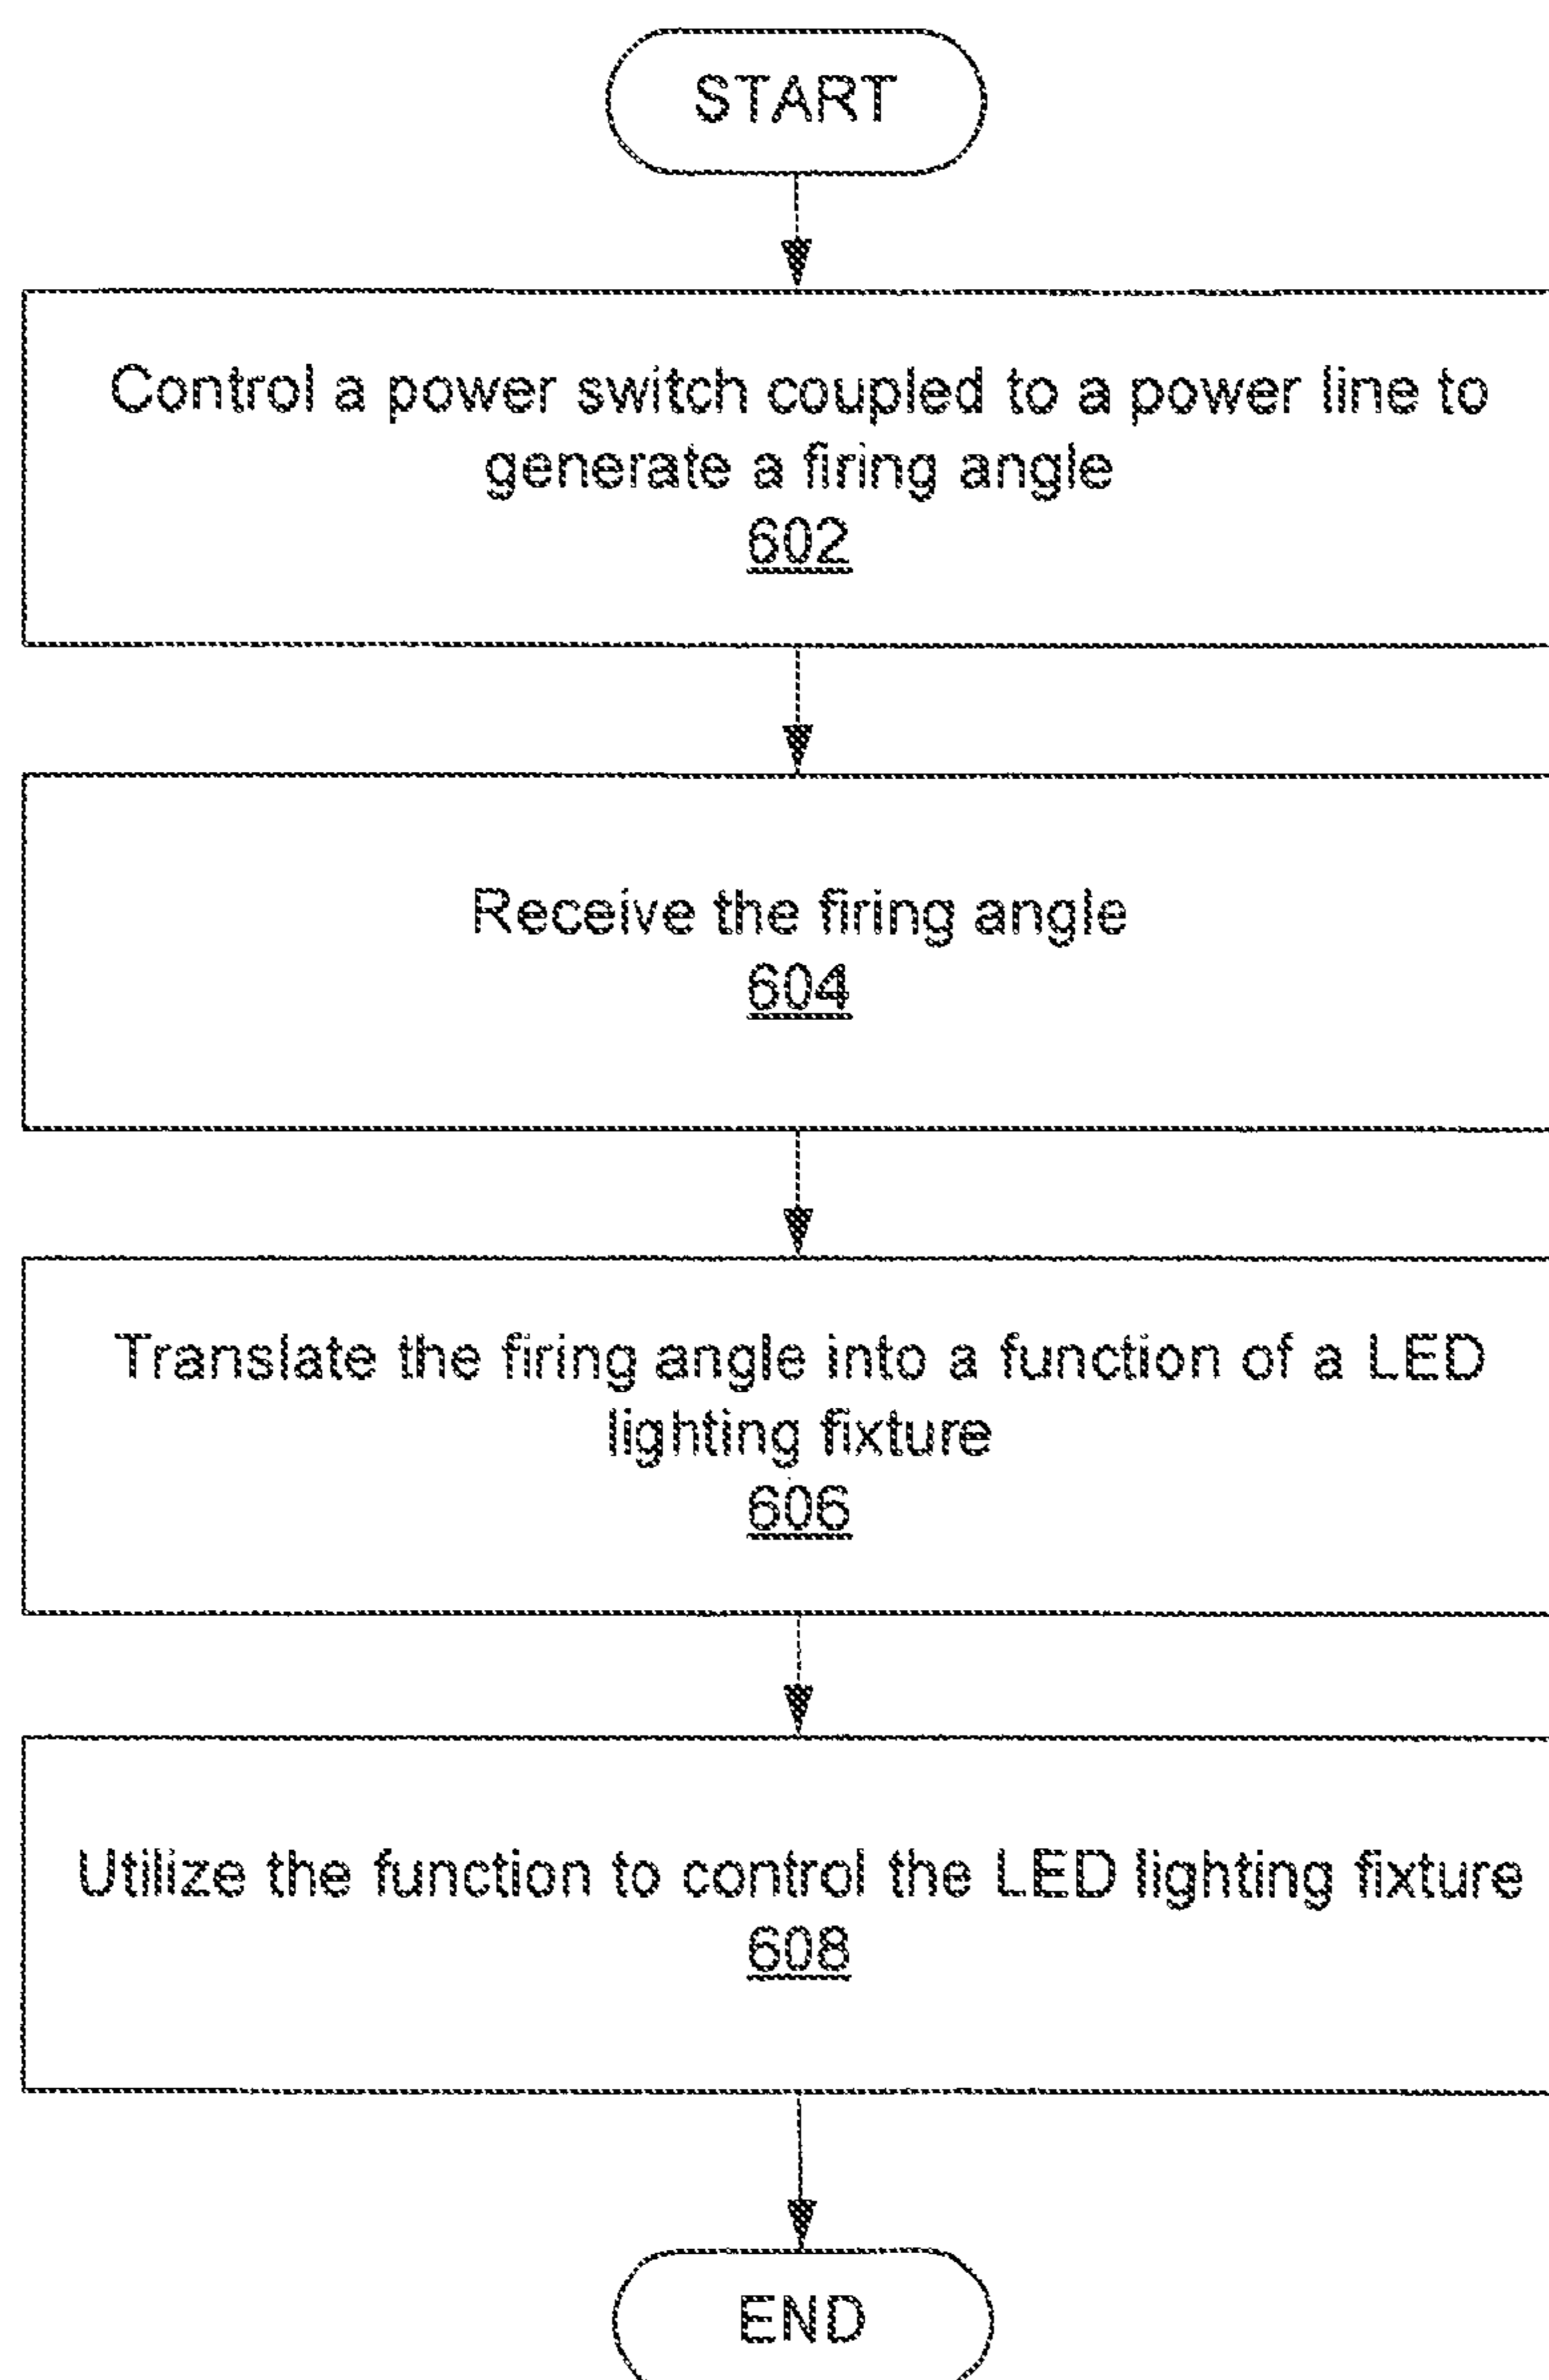 START
Control a power switch coupled to a power line to
generate a firing angle
602
Receive the firing angle
604
Translate the firing angle into a function of a LED
lighting fixture
606
Utilize the function to control the LED lighting fixture
608
END